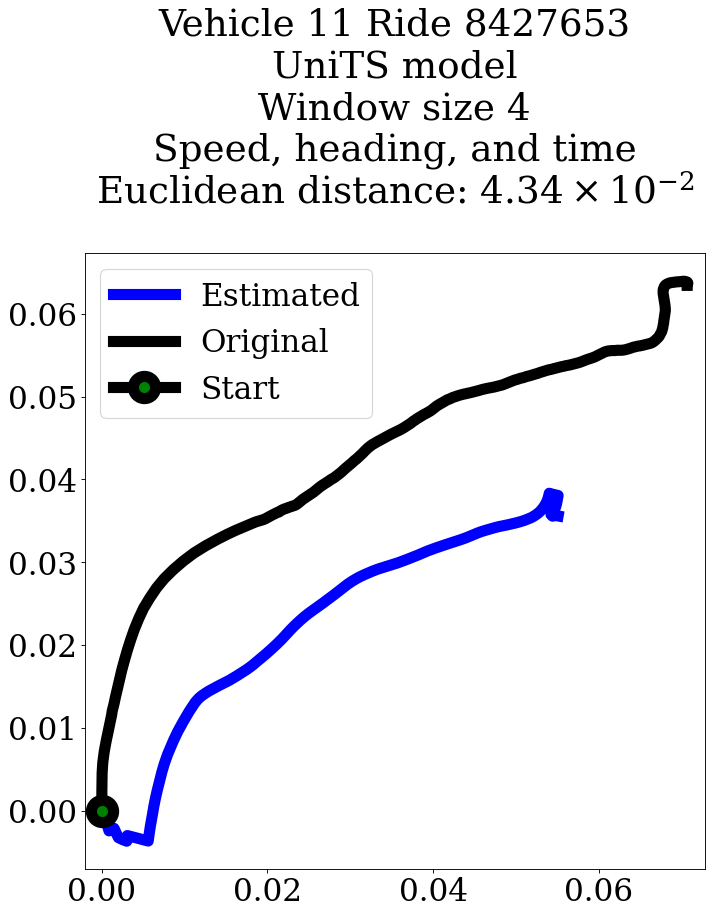 Vehicle 11 Ride 8427653
UniTS model
Window size 4
Speed, heading, and time
Euclidean distance: 4.34 × 10⁻²
Estimated
Original
Start
0.06
0.05
0.04
0.03
0.02
0.01
0.00
0.00 0.02 0.04 0.06